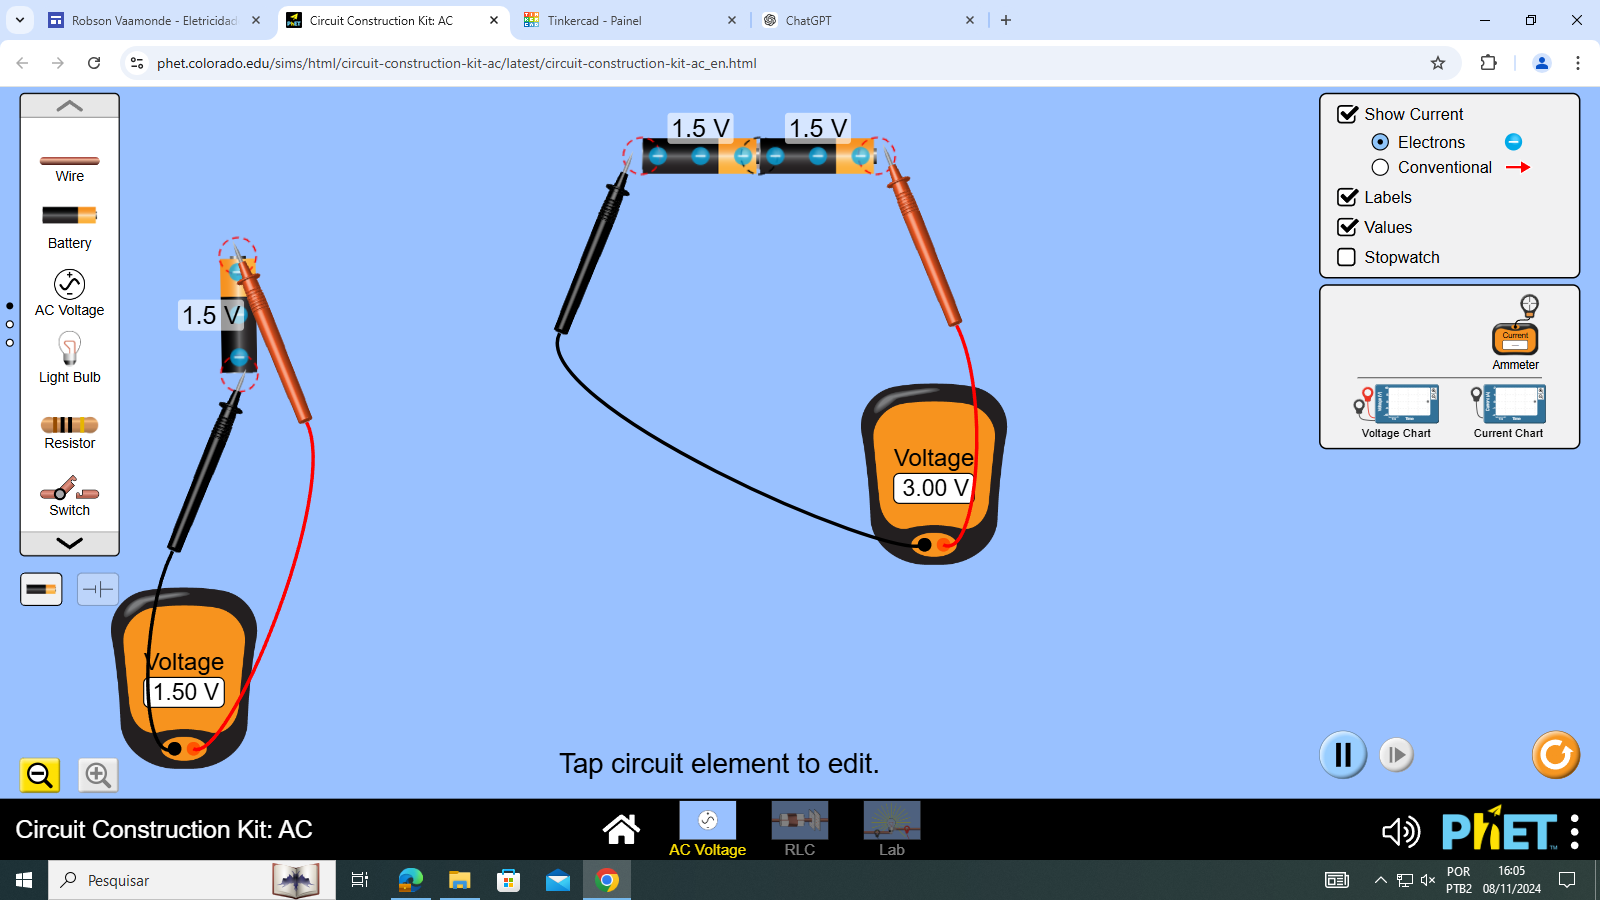 Robson Vaamonde - Eletricidad
Circuit Construction Kit: AC
Tinkercad - Painel
ChatGPT
phet.colorado.edu/sims/html/circuit-construction-kit-ac/latest/circuit-construction-kit-ac_en.html
Wire
Battery
AC Voltage
Light Bulb
Resistor
Switch
1.5 V
1.5 V
1.5 V
Voltage
1.50 V
Voltage
3.00 V
Show Current
Electrons
Conventional
Labels
Values
Stopwatch
Current
Ammeter
Voltage Chart
Current Chart
Tap circuit element to edit.
Circuit Construction Kit: AC
AC Voltage
RLC
Lab
PhET
Pesquisar
POR
PTB2
16:05
08/11/2024